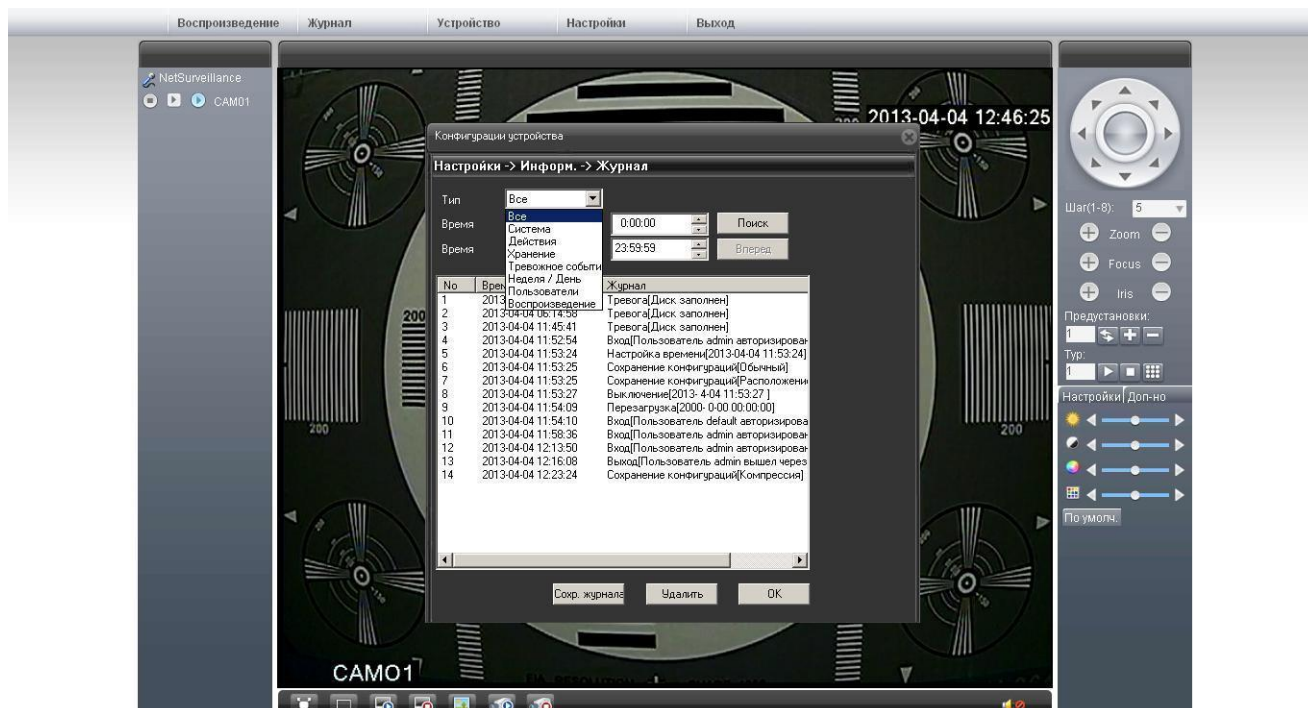 Воспроизведение Журнал Устройство Настройки Выход
NetSurveillance
CAM01
2013-04-04 12:46:25
Конфигурации устройства
Настройки -> Информ. -> Журнал
Тип Все
Время 0:00:00 Поиск
Время 23:59:59 Вперед
Все
Система
Действия
Хранение
Тревожное событи
Неделя / День
Пользователи
Воспроизведение
No Врем Журнал
1 2013 Тревога[Диск заполнен]
2 2013-04-04 06:14:58 Тревога[Диск заполнен]
3 2013-04-04 11:45:41 Тревога[Диск заполнен]
4 2013-04-04 11:52:54 Вход[Пользователь admin авторизирован
5 2013-04-04 11:53:24 Настройка времени[2013-04-04 11:53:24]
6 2013-04-04 11:53:25 Сохранение конфигураций[Обычный]
7 2013-04-04 11:53:25 Сохранение конфигураций[Расположени
8 2013-04-04 11:53:27 Выключение[2013- 4-04 11:53:27 ]
9 2013-04-04 11:54:09 Перезагрузка[2000- 0-00 00:00:00]
10 2013-04-04 11:54:10 Вход[Пользователь default авторизирова
11 2013-04-04 11:58:36 Вход[Пользователь admin авторизирован
12 2013-04-04 12:13:50 Вход[Пользователь admin авторизирован
13 2013-04-04 12:16:08 Выход[Пользователь admin вышел через
14 2013-04-04 12:23:24 Сохранение конфигураций[Компрессия]
Сохр. журнала Удалить OK
200
200
200
CAM01
Шаг(1-8): 5
Zoom
Focus
Iris
Предустановки:
1
Тур:
1
Настройки Доп-но
По умолч.